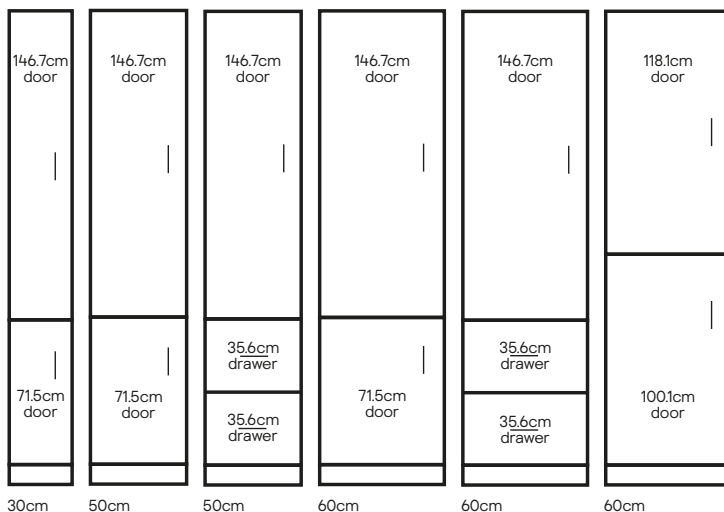 146.7cm
door
146.7cm
door
146.7cm
door
146.7cm
door
146.7cm
door
118.1cm
door
71.5cm
door
71.5cm
door
35.6cm
drawer
35.6cm
drawer
71.5cm
door
35.6cm
drawer
35.6cm
drawer
100.1cm
door
30cm
50cm
50cm
60cm
60cm
60cm